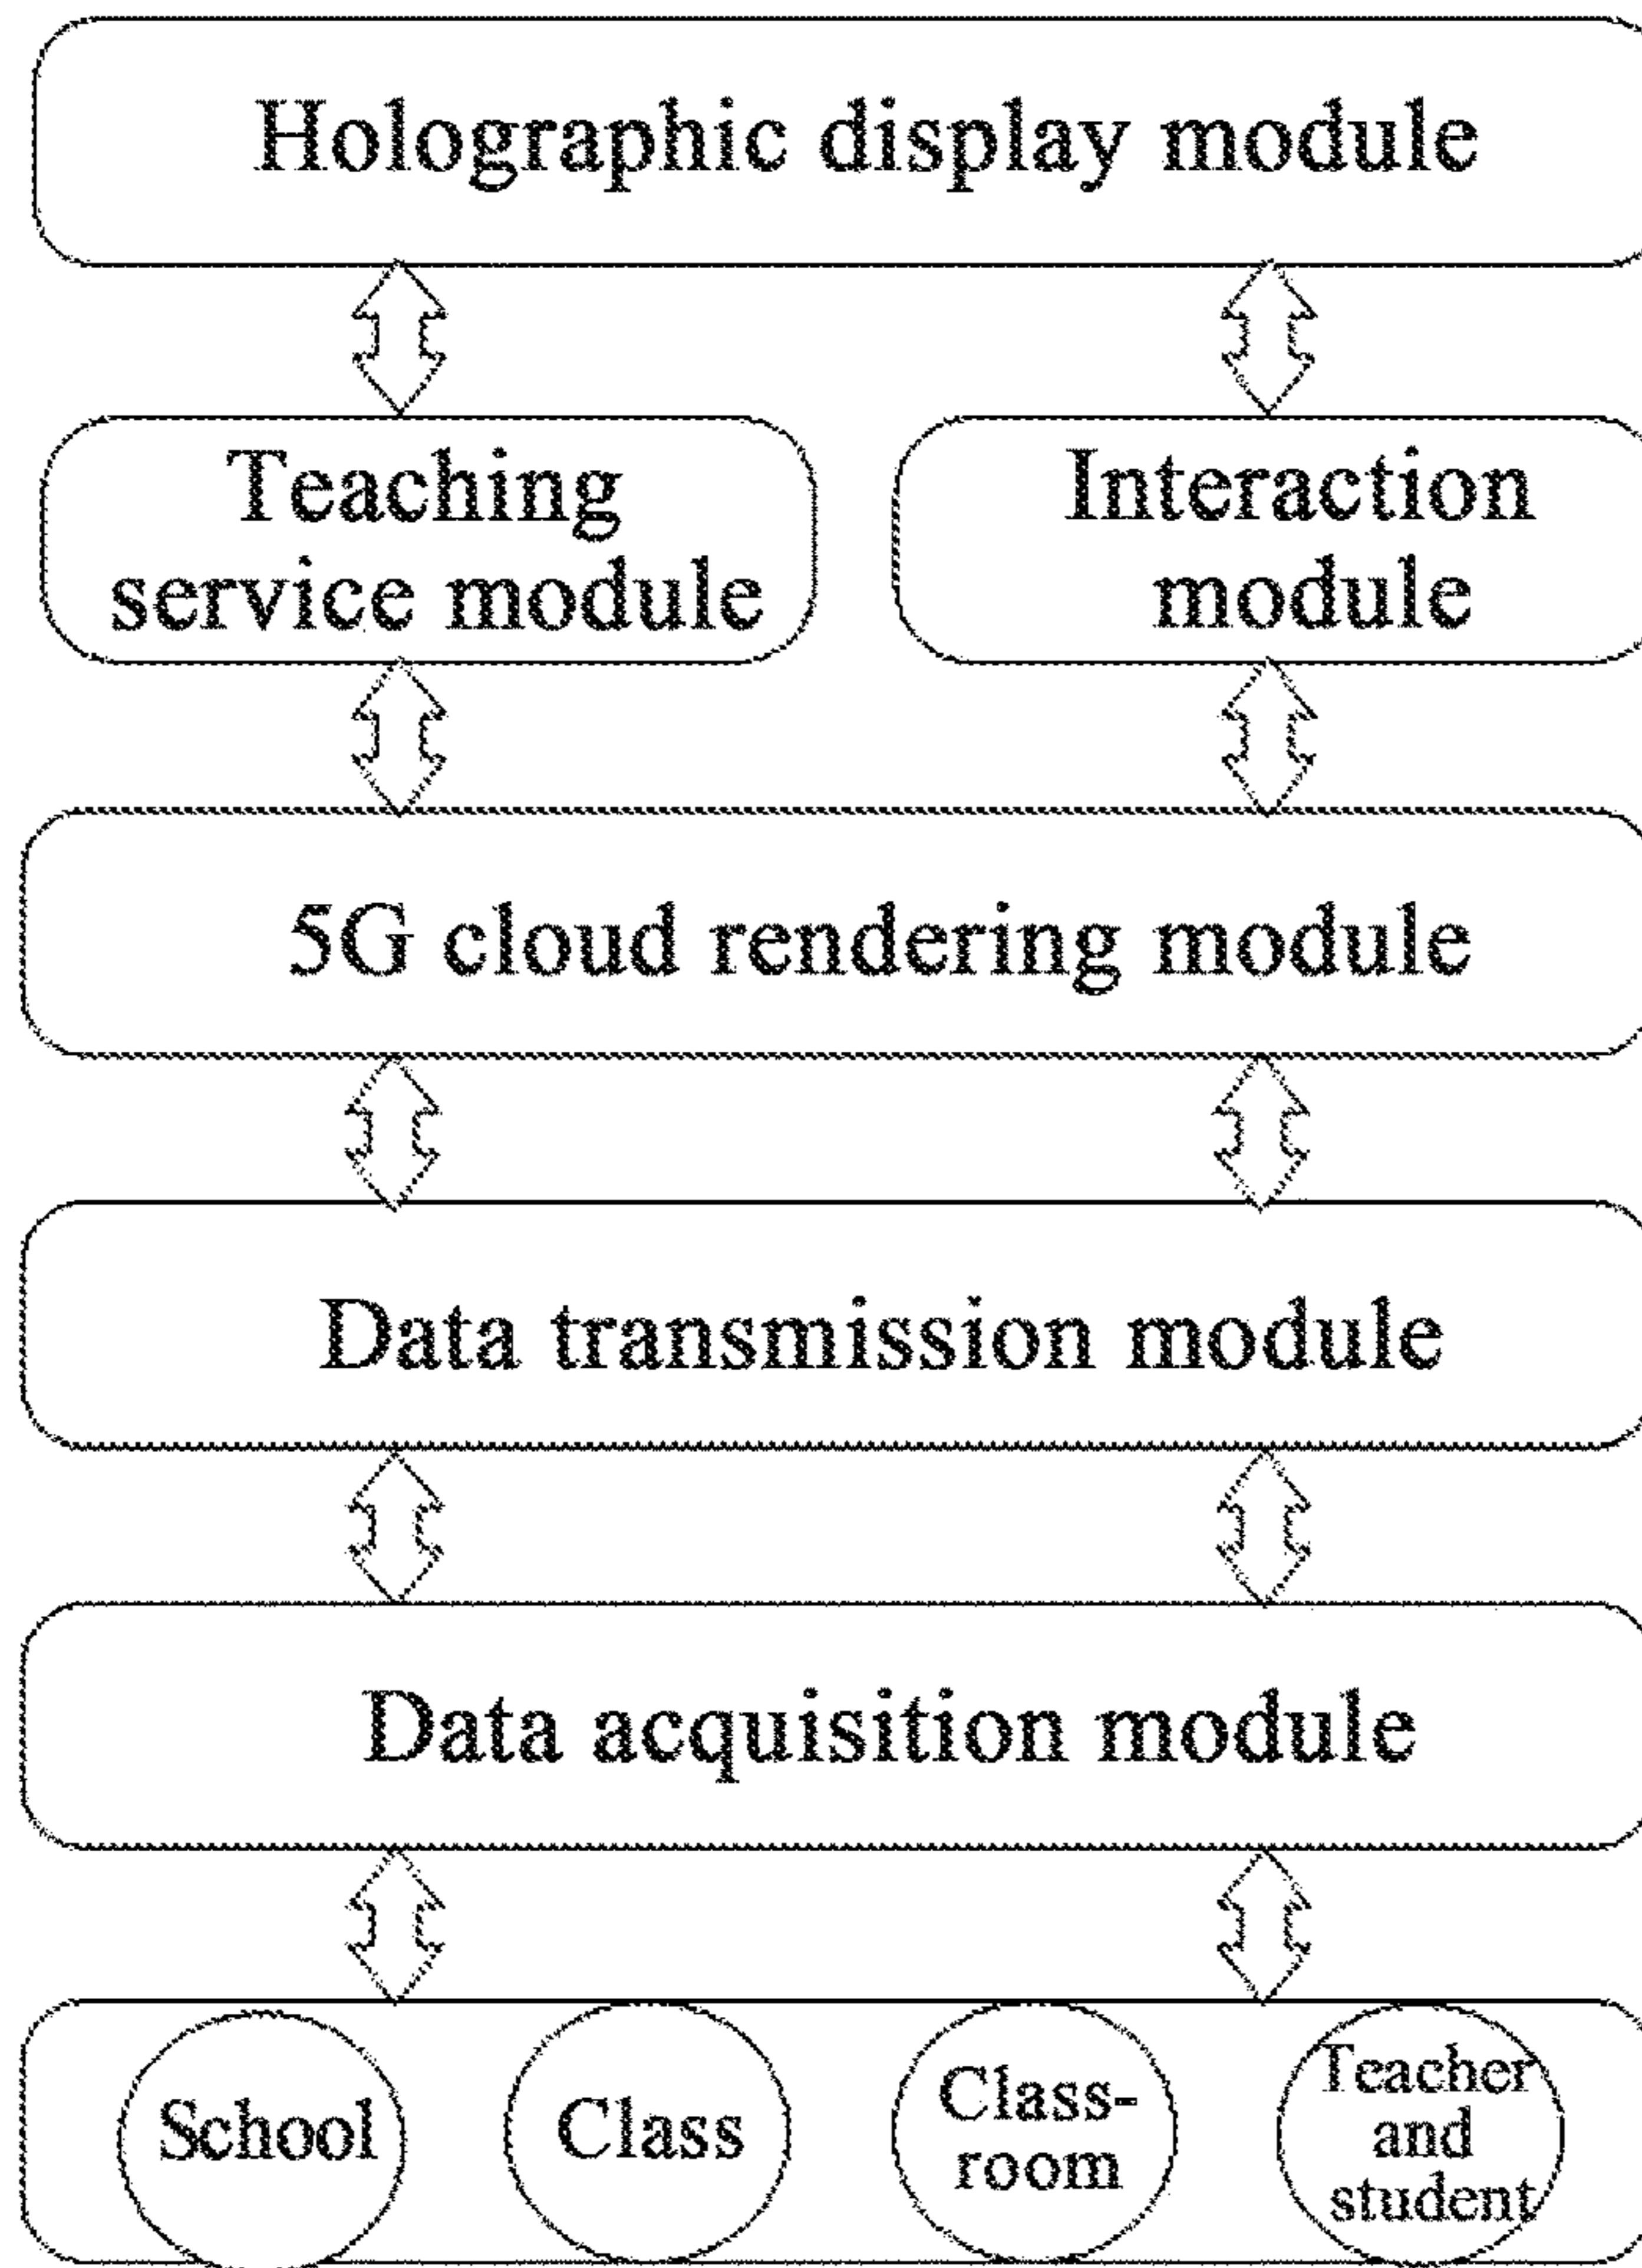 Holographic display module
Teaching
service module
Interaction
module
5G cloud rendering module
Data transmission module
Data acquisition module
School
Class
Class-
room
Teacher
and
student